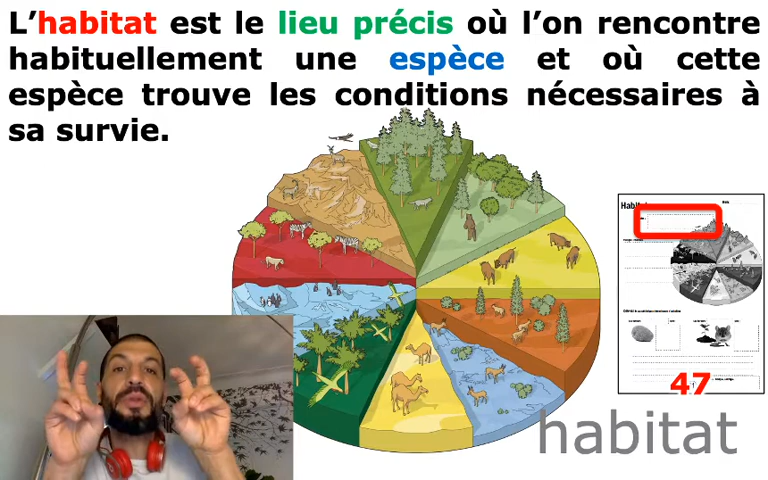 L'habitat est le lieu précis où l'on rencontre
habituellement une espèce et où cette
espèce trouve les conditions nécessaires à
sa survie.
Habitat
47
habitat